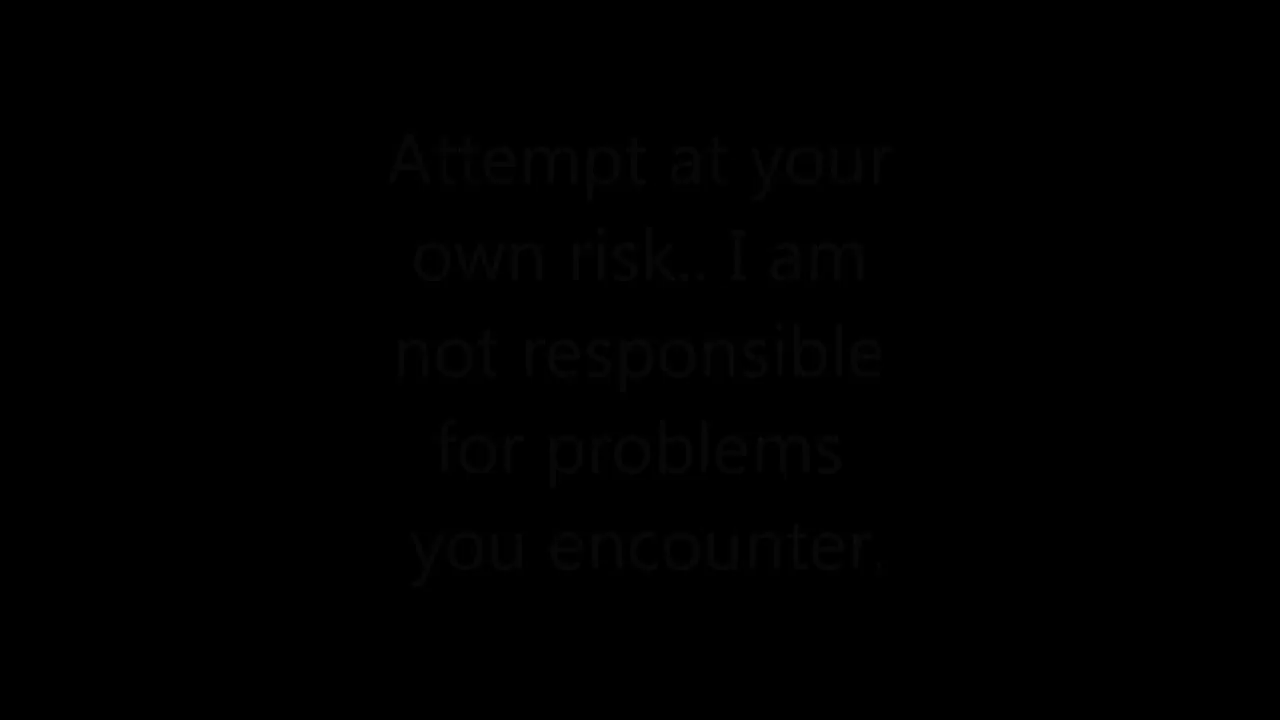 Attempt at your
own risk,. I am
not responsible
for problems
you encounter.